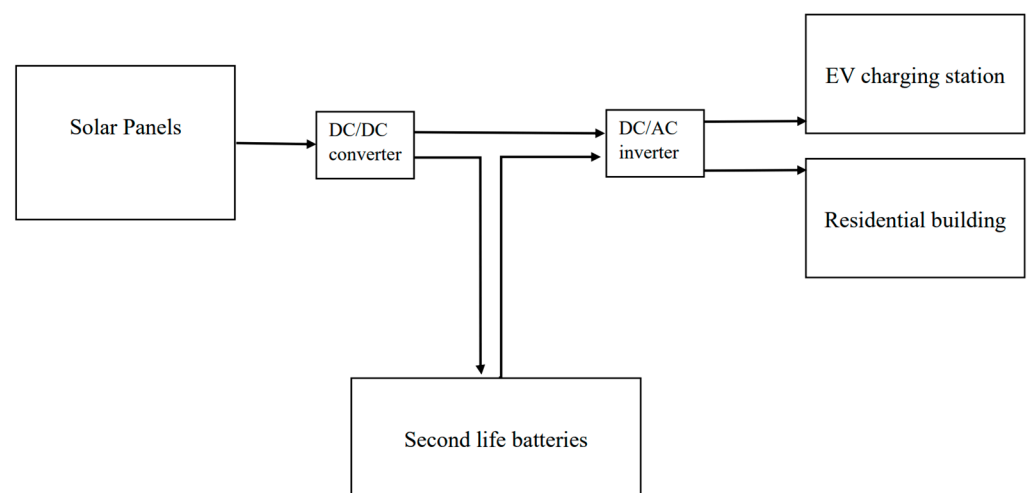 EV charging station
Solar Panels
DC/DC
converter
DC/AC
inverter
Residential building
Second life batteries